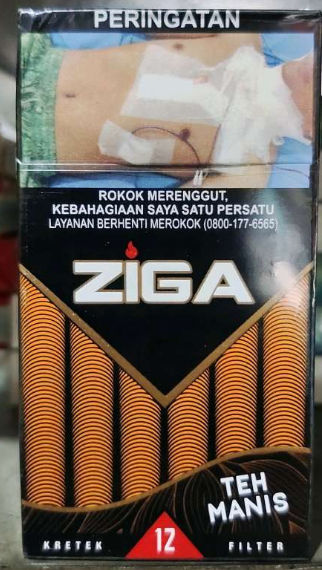 PERINGATAN
ROKOK MERENGGUT,
KEBAHAGIAAN SAYA SATU PERSATU
LAYANAN BERHENTI MEROKOK (0800-177-6565)
ZIGA
TEH
MANIS
KRETEK 12 FILTER